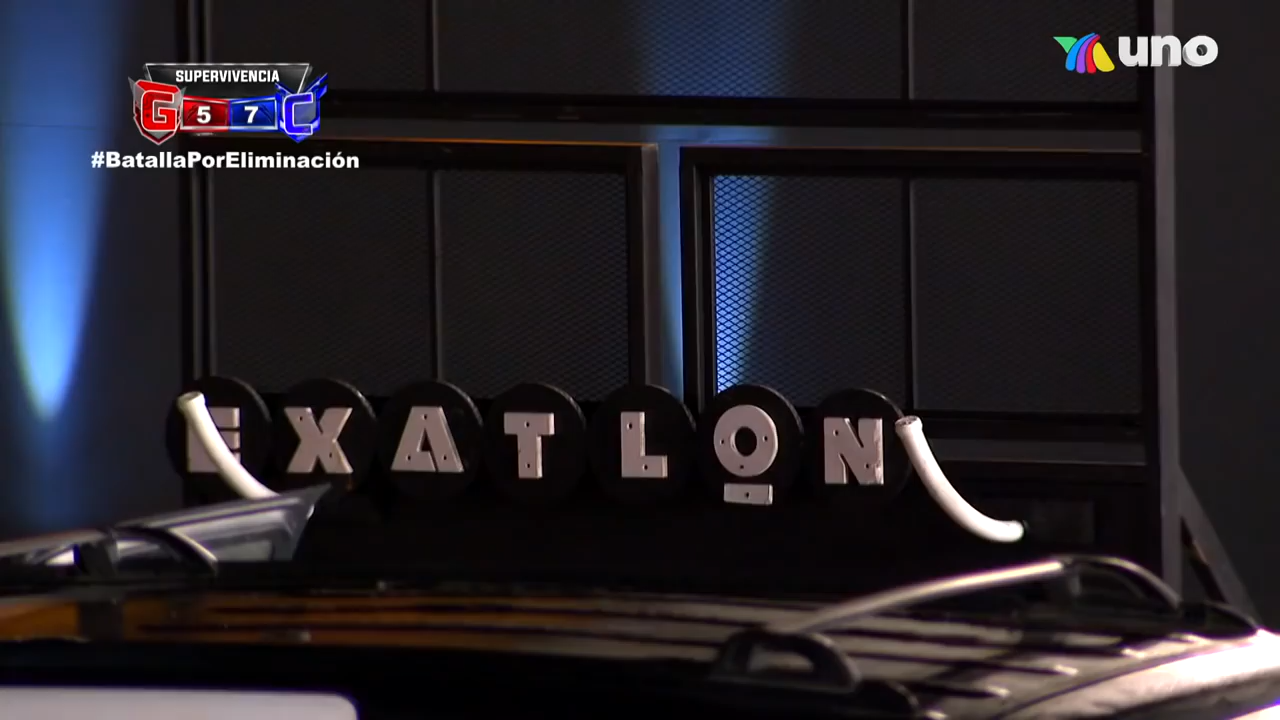 SUPERVIVENCIA
G 5 7 C
#BatallaPorEliminación
uno
EXATLON